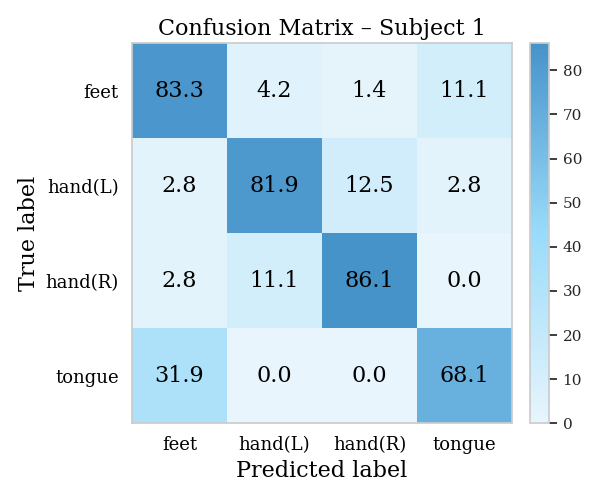 Confusion Matrix – Subject 1
True label
feet 83.3 4.2 1.4 11.1
hand(L) 2.8 81.9 12.5 2.8
hand(R) 2.8 11.1 86.1 0.0
tongue 31.9 0.0 0.0 68.1
feet hand(L) hand(R) tongue
Predicted label
80
70
60
50
40
30
20
10
0